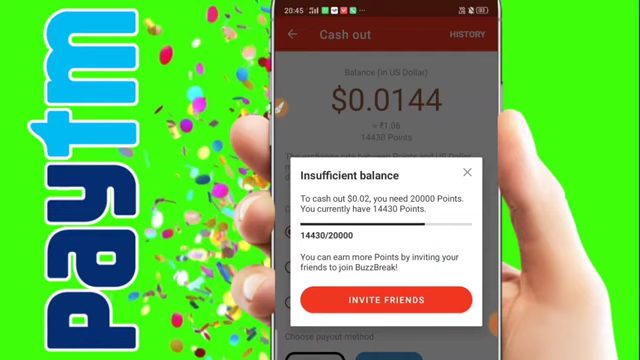 paytm
20:45
Cash out
HISTORY
Balance (in US Dollar)
$0.0144
≈ ₹1.06
14430 Points
Insufficient balance
To cash out $0.02, you need 20000 Points.
You currently have 14430 Points.
14430/20000
You can earn more Points by inviting your
friends to join BuzzBreak!
INVITE FRIENDS
Choose payout method